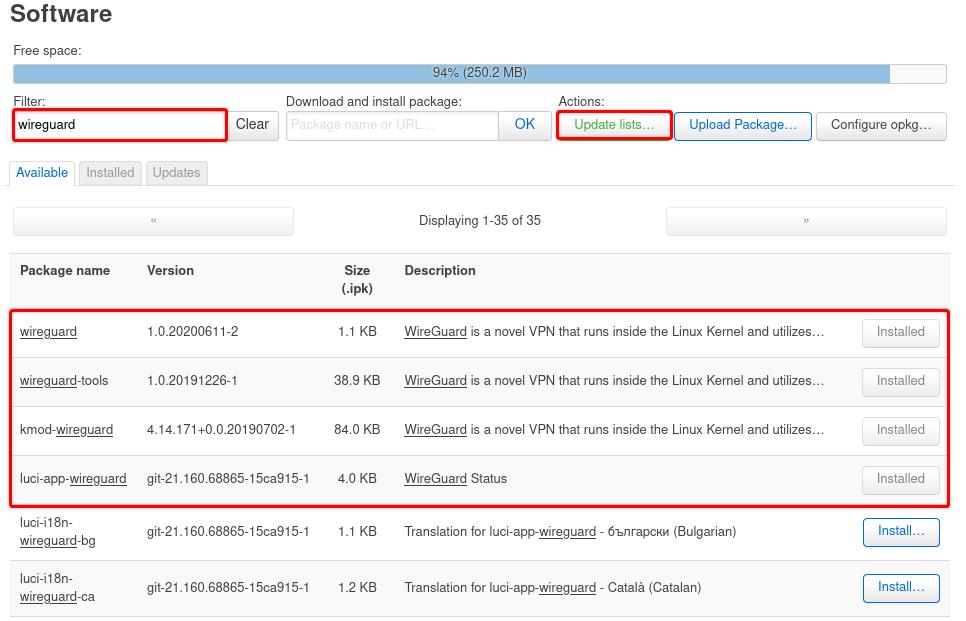 Software
Free space:
94% (250.2 MB)
Filter: Download and install package: Actions:
wireguard Clear Package name or URL... OK Update lists... Upload Package... Configure opkg...
Available Installed Updates
« Displaying 1-35 of 35 »
Package name Version Size (.ipk) Description
wireguard 1.0.20200611-2 1.1 KB WireGuard is a novel VPN that runs inside the Linux Kernel and utilizes... Installed
wireguard-tools 1.0.20191226-1 38.9 KB WireGuard is a novel VPN that runs inside the Linux Kernel and utilizes... Installed
kmod-wireguard 4.14.171+0.0.20190702-1 84.0 KB WireGuard is a novel VPN that runs inside the Linux Kernel and utilizes... Installed
luci-app-wireguard git-21.160.68865-15ca915-1 4.0 KB WireGuard Status Installed
luci-i18n-
wireguard-bg git-21.160.68865-15ca915-1 1.1 KB Translation for luci-app-wireguard - български (Bulgarian) Install...
luci-i18n-
wireguard-ca git-21.160.68865-15ca915-1 1.2 KB Translation for luci-app-wireguard - Català (Catalan) Install...